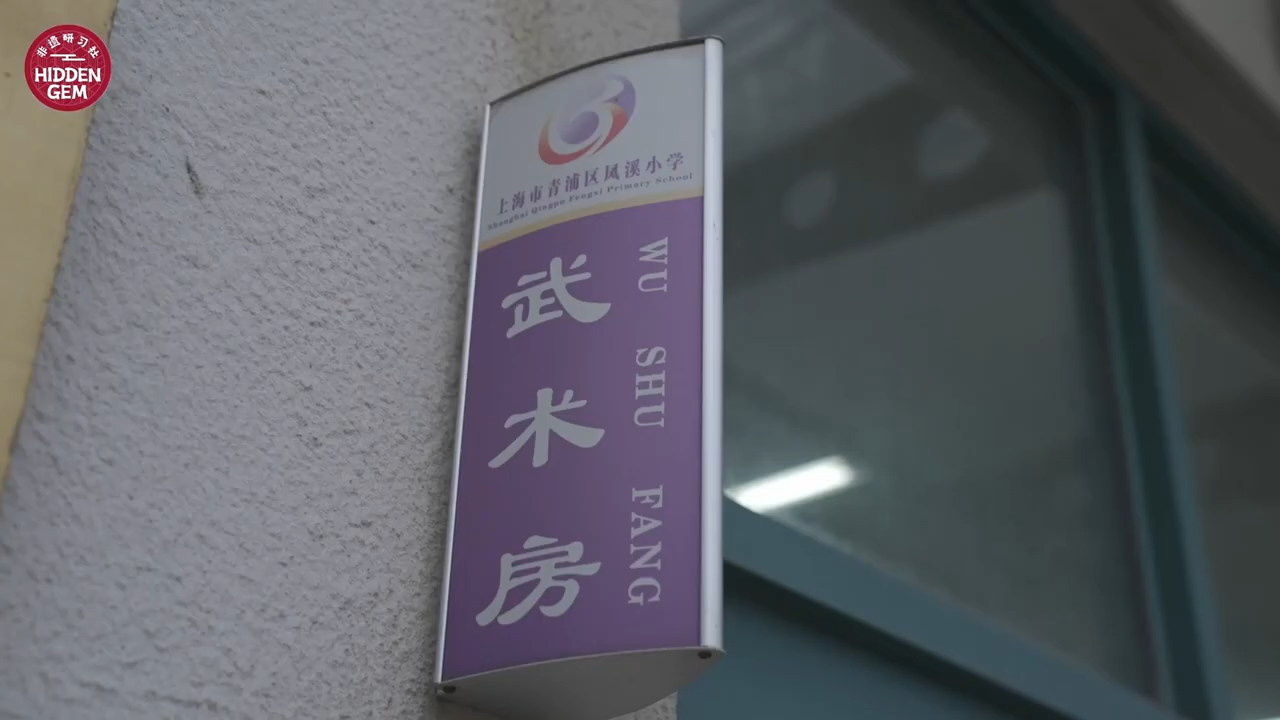 非遗研习社
HIDDEN
GEM
上海市青浦区凤溪小学
Shanghai Qingpu Fengxi Primary School
武术房
WU SHU FANG